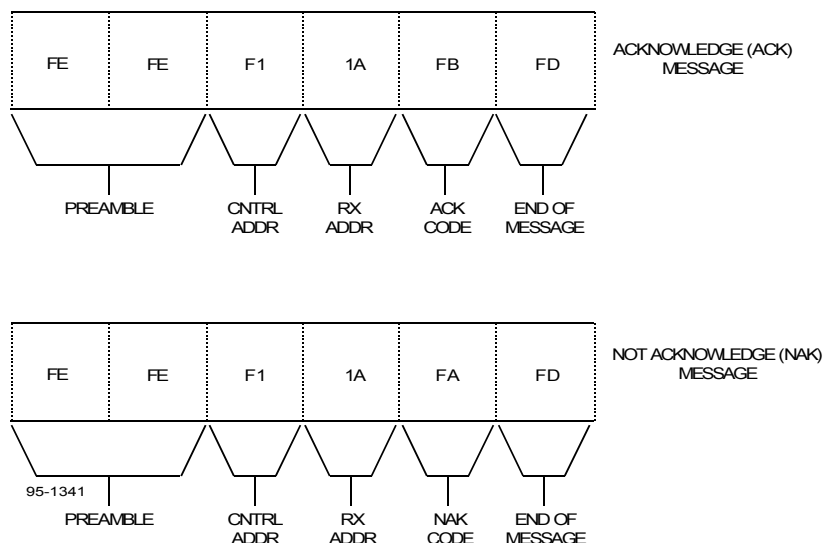 FE FE F1 1A FB FD
ACKNOWLEDGE (ACK)
MESSAGE
PREAMBLE CNTRL RX ACK END OF
ADDR ADDR CODE MESSAGE
FE FE F1 1A FA FD
NOT ACKNOWLEDGE (NAK)
MESSAGE
95-1341
PREAMBLE CNTRL RX NAK END OF
ADDR ADDR CODE MESSAGE